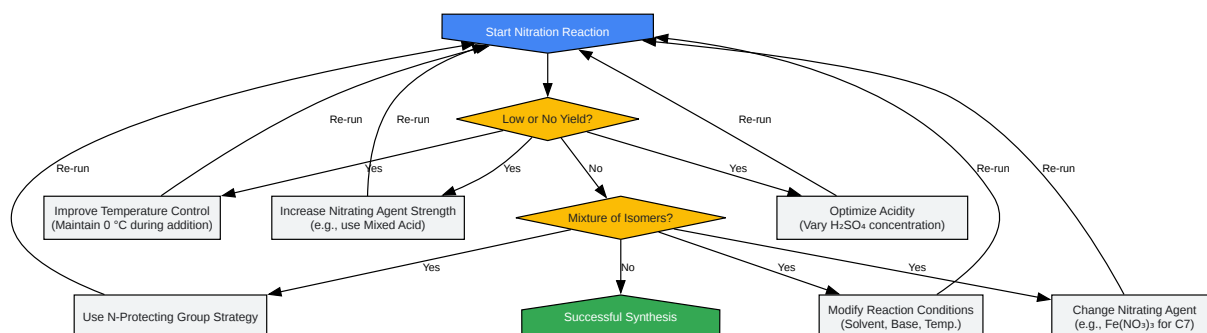 Start Nitration Reaction
Low or No Yield?
Re-run
Re-run
Re-run
Re-run
Yes
Yes
No
Yes
Re-run
Re-run
Improve Temperature Control
(Maintain 0 °C during addition)
Increase Nitrating Agent Strength
(e.g., use Mixed Acid)
Mixture of Isomers?
Optimize Acidity
(Vary H₂SO₄ concentration)
Yes
No
Yes
Yes
Use N-Protecting Group Strategy
Successful Synthesis
Modify Reaction Conditions
(Solvent, Base, Temp.)
Change Nitrating Agent
(e.g., Fe(NO₃)₃ for C7)